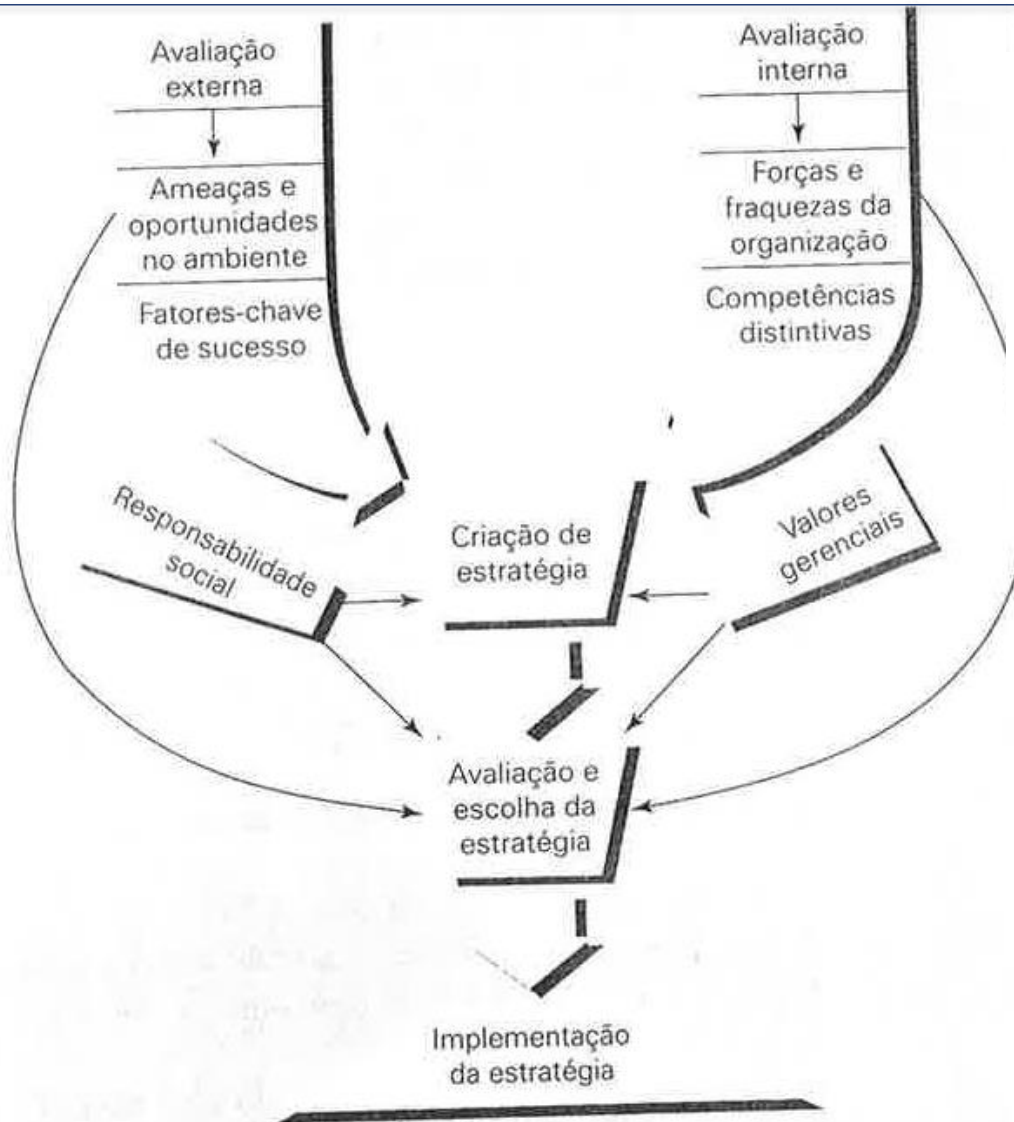 Avaliação
externa
Avaliação
interna
Ameaças e
oportunidades
no ambiente
Forças e
fraquezas da
organização
Fatores-chave
de sucesso
Competências
distintivas
Responsabilidade
social
Criação de
estratégia
Valores
gerenciais
Avaliação e
escolha da
estratégia
Implementação
da estratégia